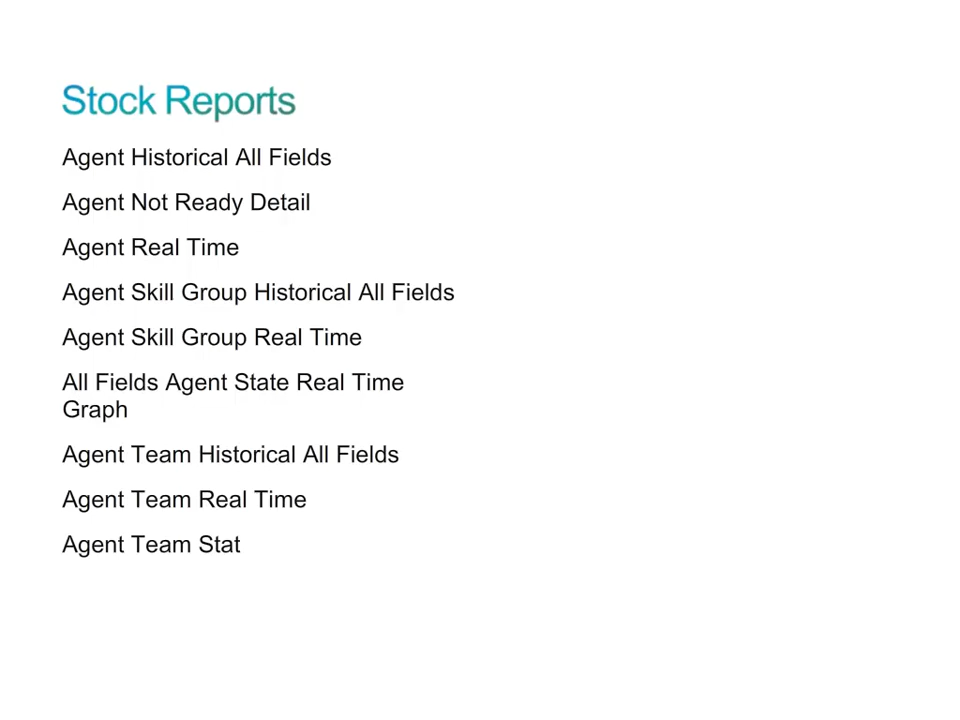 Stock Reports
Agent Historical All Fields
Agent Not Ready Detail
Agent Real Time
Agent Skill Group Historical All Fields
Agent Skill Group Real Time
All Fields Agent State Real Time
Graph
Agent Team Historical All Fields
Agent Team Real Time
Agent Team Stat